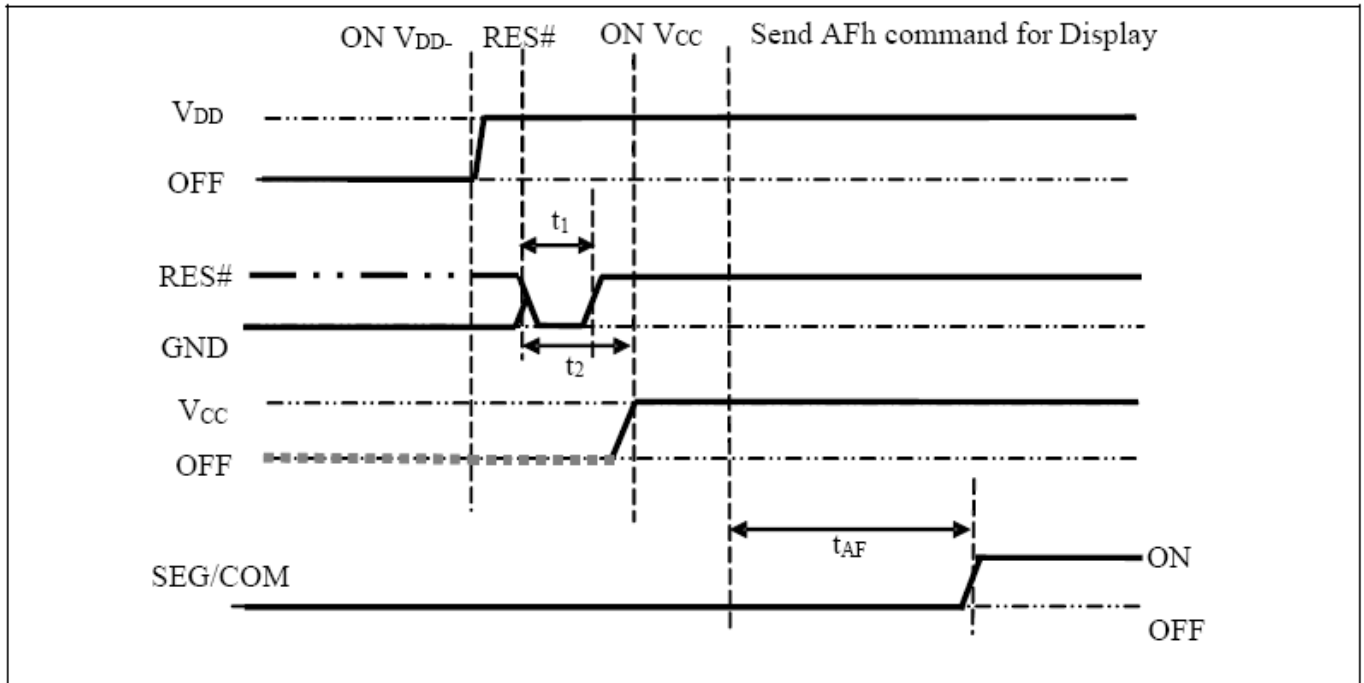 ON VDD- RES# ON VCC Send AFh command for Display
VDD
OFF
t1
RES#
GND
t2
VCC
OFF
tAF
ON
SEG/COM
OFF